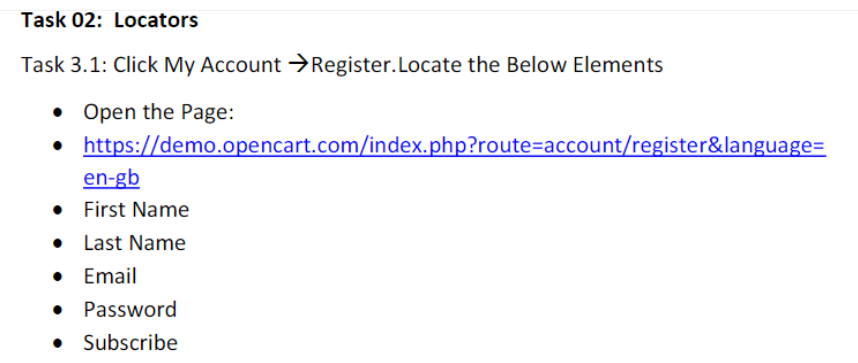 Task 02:  Locators
Task 3.1: Click My Account →Register.Locate the Below Elements
• Open the Page:
• https://demo.opencart.com/index.php?route=account/register&language=
en-gb
• First Name
• Last Name
• Email
• Password
• Subscribe